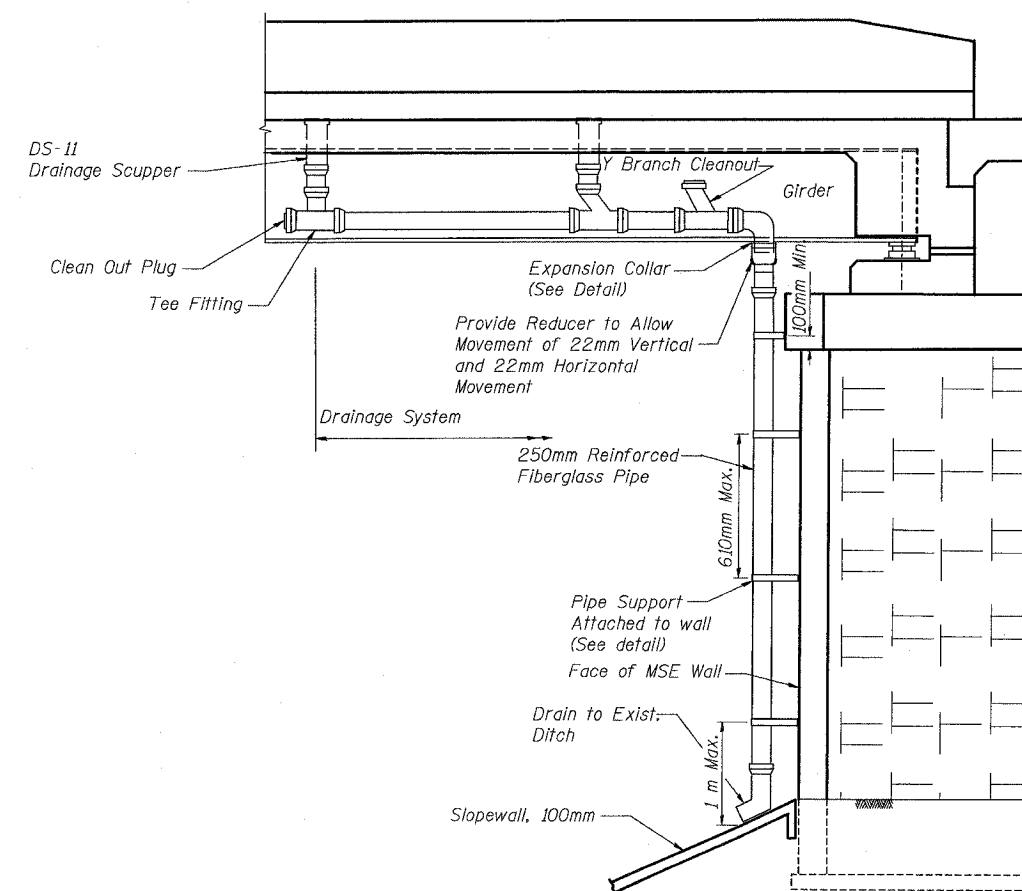 DS-11
Drainage Scupper
Y Branch Cleanout
Girder
Clean Out Plug
Tee Fitting
Expansion Collar
(See Detail)
100mm Min.
Provide Reducer to Allow
Movement of 22mm Vertical
and 22mm Horizontal
Movement
Drainage System
250mm Reinforced
Fiberglass Pipe
610mm Max.
Pipe Support
Attached to wall
(See detail)
Face of MSE Wall
Drain to Exist.
Ditch
1 m Max.
Slopewall, 100mm